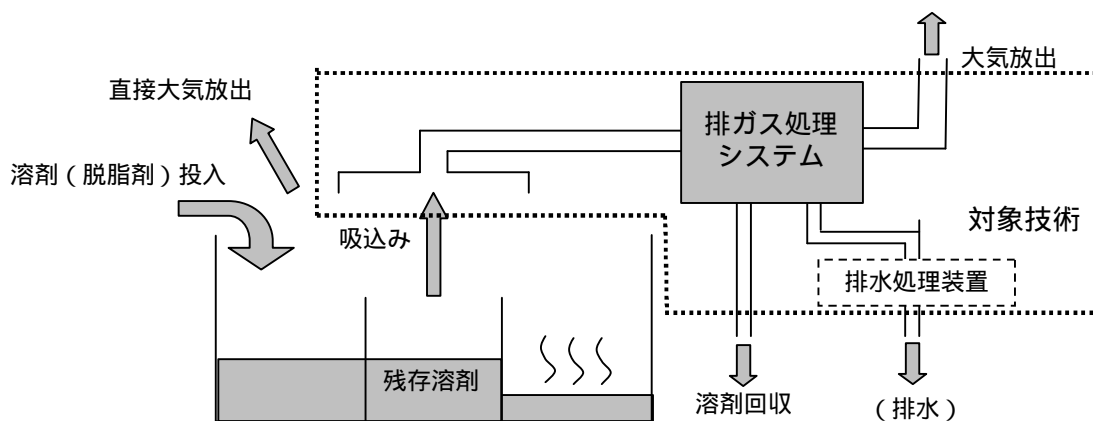 大気放出
直接大気放出
排ガス処理
システム
溶剤（脱脂剤）投入
対象技術
吸込み
排水処理装置
残存溶剤
溶剤回収
（排水）